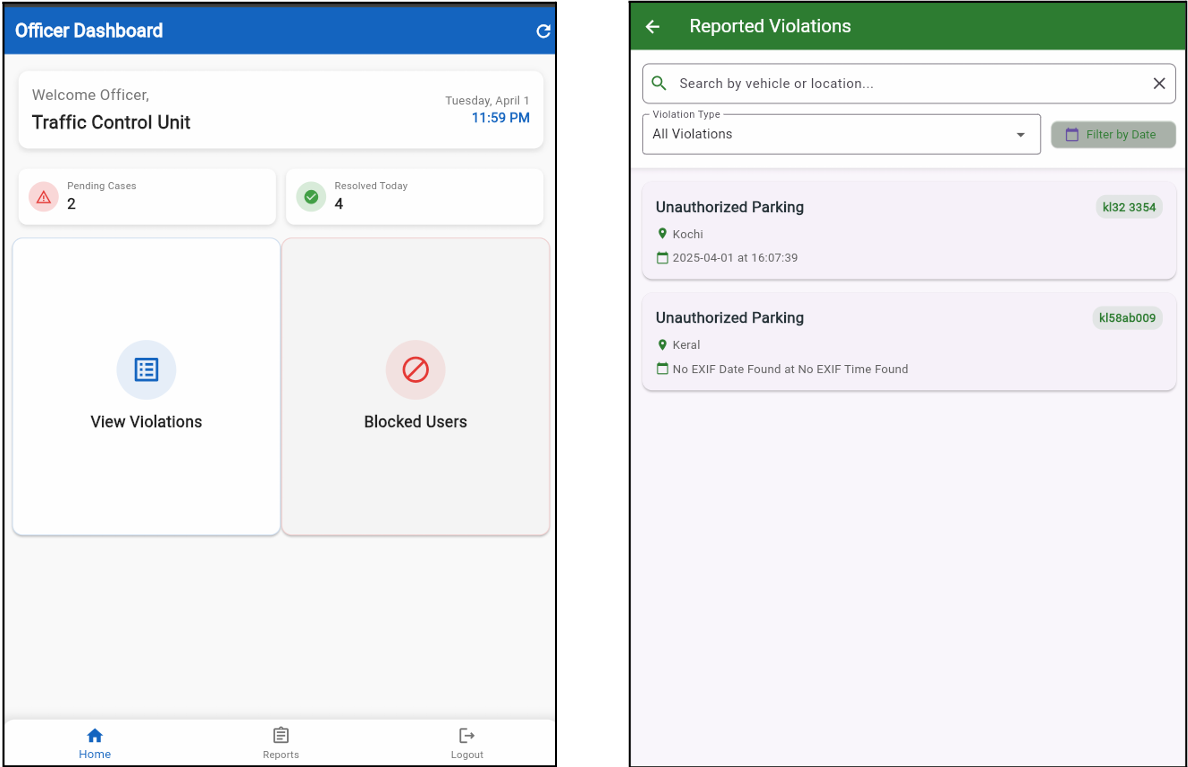 Officer Dashboard
Welcome Officer,
Traffic Control Unit
Tuesday, April 1
11:59 PM
Pending Cases
2
Resolved Today
4
View Violations
Blocked Users
Home
Reports
Logout
Reported Violations
Search by vehicle or location...
Violation Type
All Violations
Filter by Date
Unauthorized Parking
kl32 3354
Kochi
2025-04-01 at 16:07:39
Unauthorized Parking
kl58ab009
Keral
No EXIF Date Found at No EXIF Time Found